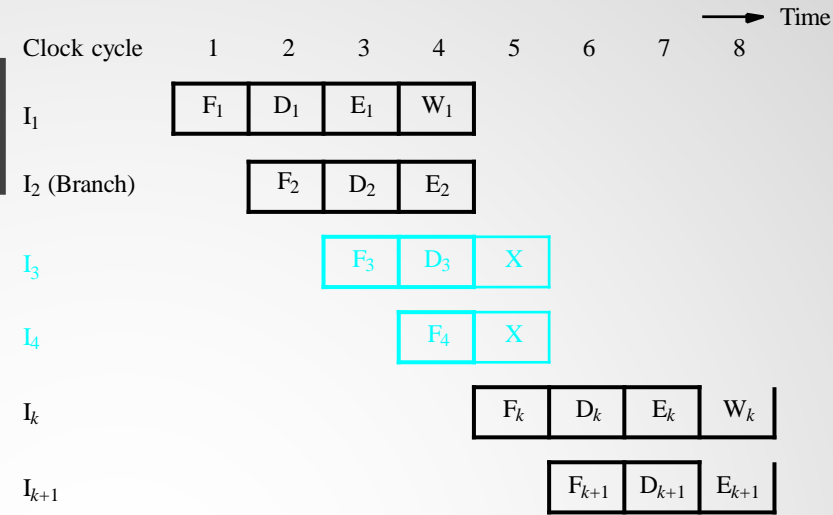 Time
Clock cycle 1 2 3 4 5 6 7 8
I₁ F₁ D₁ E₁ W₁
I₂ (Branch) F₂ D₂ E₂
I₃ F₃ D₃ X
I₄ F₄ X
Iₖ Fₖ Dₖ Eₖ Wₖ
Iₖ₊₁ Fₖ₊₁ Dₖ₊₁ Eₖ₊₁